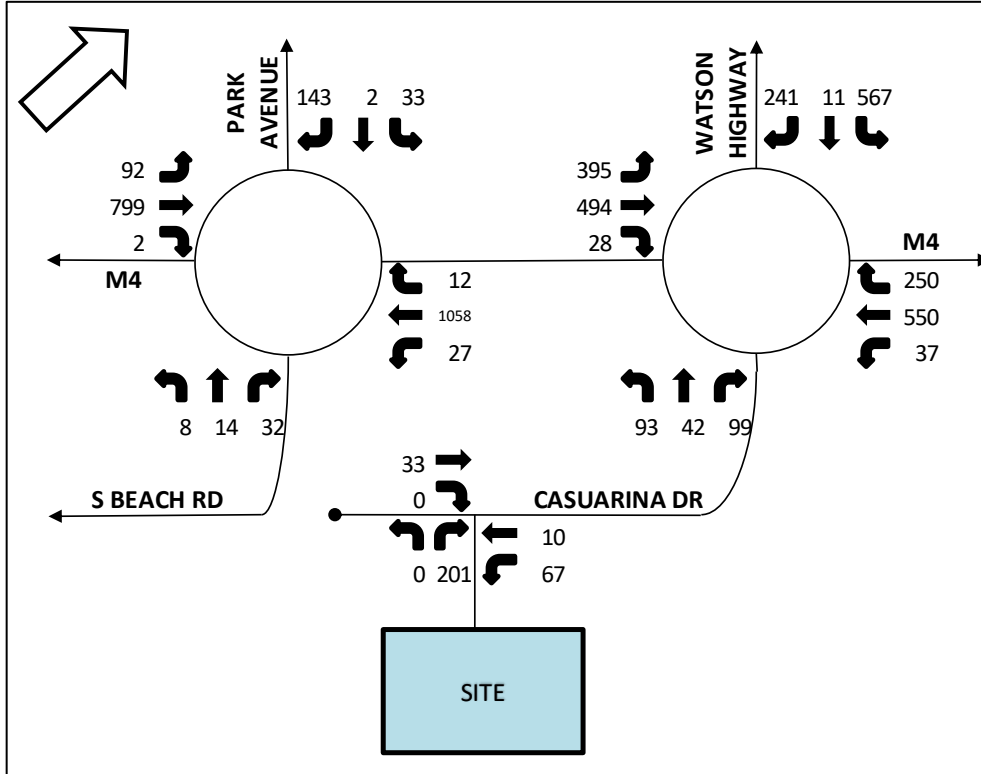 PARK
AVENUE
143 2 33
WATSON
HIGHWAY
241 11 567
92
799
2
M4
12
1058
27
8 14 32
395
494
28
M4
250
550
37
93 42 99
S BEACH RD
33
0
CASUARINA DR
10
67
0 201
SITE